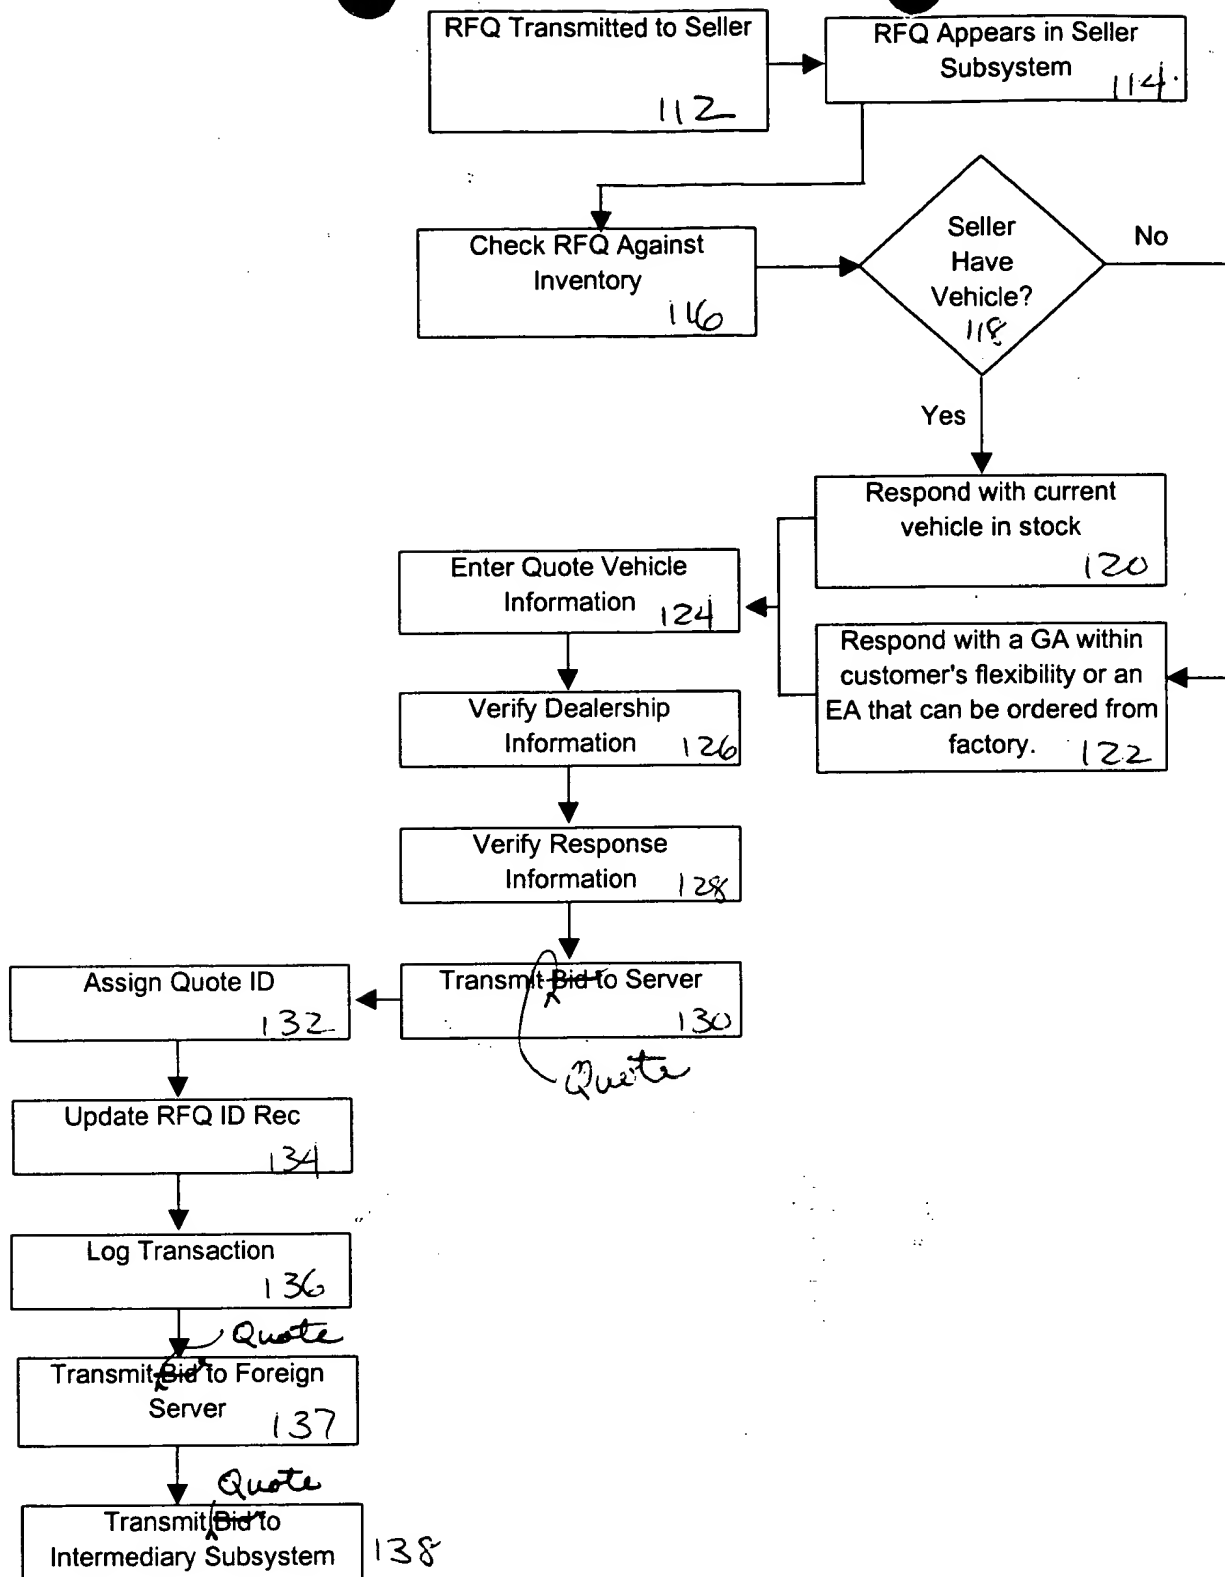 RFQ Transmitted to Seller
112
RFQ Appears in Seller
Subsystem
114
Check RFQ Against
Inventory
116
Seller
Have
Vehicle?
118
No
Yes
Respond with current
vehicle in stock
120
Respond with a GA within
customer's flexibility or an
EA that can be ordered from
factory.
122
Enter Quote Vehicle
Information
124
Verify Dealership
Information
126
Verify Response
Information
128
Transmit Bid to Server
130
Quote
Assign Quote ID
132
Update RFQ ID Rec
134
Log Transaction
136
Quote
Transmit Bid to Foreign
Server
137
Quote
Transmit Bid to
Intermediary Subsystem
138